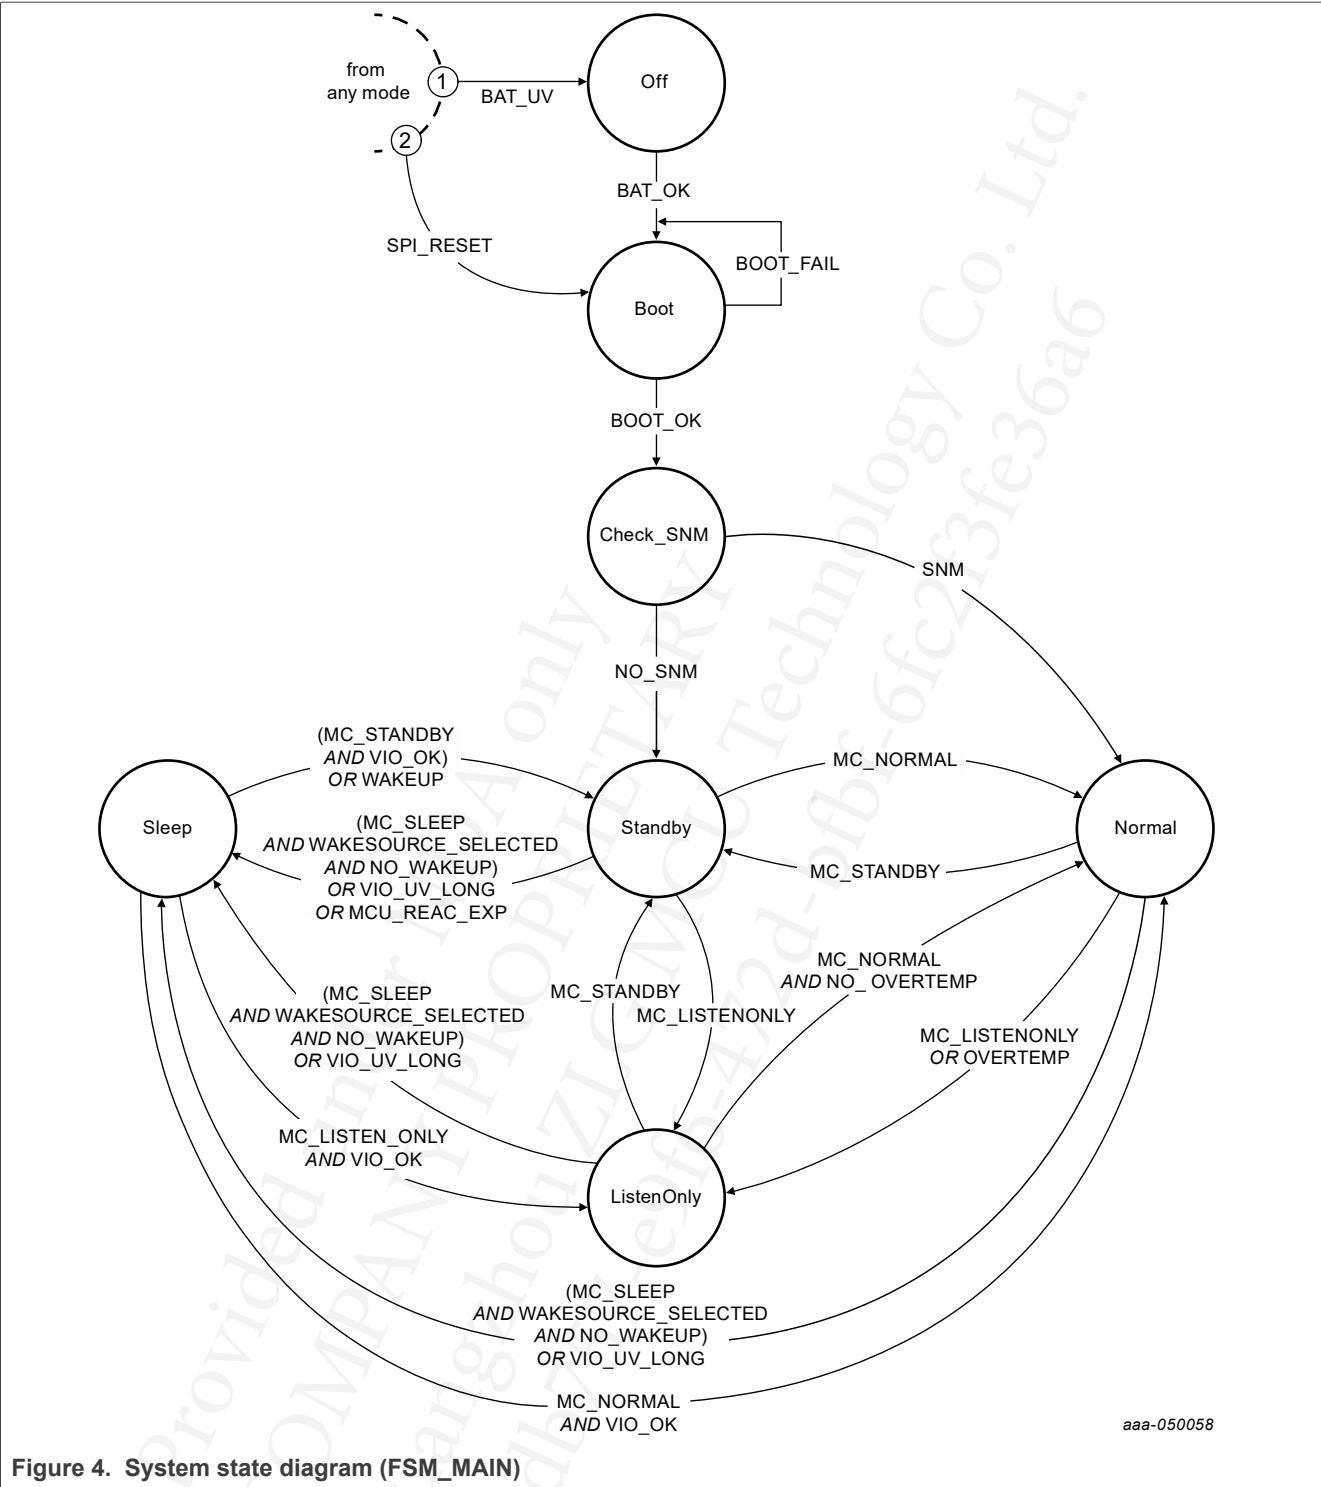 from
any mode
1
BAT_UV
Off
2
BAT_OK
SPI_RESET
BOOT_FAIL
Boot
BOOT_OK
Check_SNM
SNM
NO_SNM
(MC_STANDBY
AND VIO_OK)
OR WAKEUP
MC_NORMAL
Sleep
(MC_SLEEP
AND WAKESOURCE_SELECTED
AND NO_WAKEUP)
OR VIO_UV_LONG
OR MCU_REAC_EXP
Standby
Normal
MC_STANDBY
MC_NORMAL
AND NO_ OVERTEMP
(MC_SLEEP
AND WAKESOURCE_SELECTED
AND NO_WAKEUP)
OR VIO_UV_LONG
MC_STANDBY
MC_LISTENONLY
MC_LISTENONLY
OR OVERTEMP
MC_LISTEN_ONLY
AND VIO_OK
ListenOnly
(MC_SLEEP
AND WAKESOURCE_SELECTED
AND NO_WAKEUP)
OR VIO_UV_LONG
MC_NORMAL
AND VIO_OK
aaa-050058
Figure 4. System state diagram (FSM_MAIN)